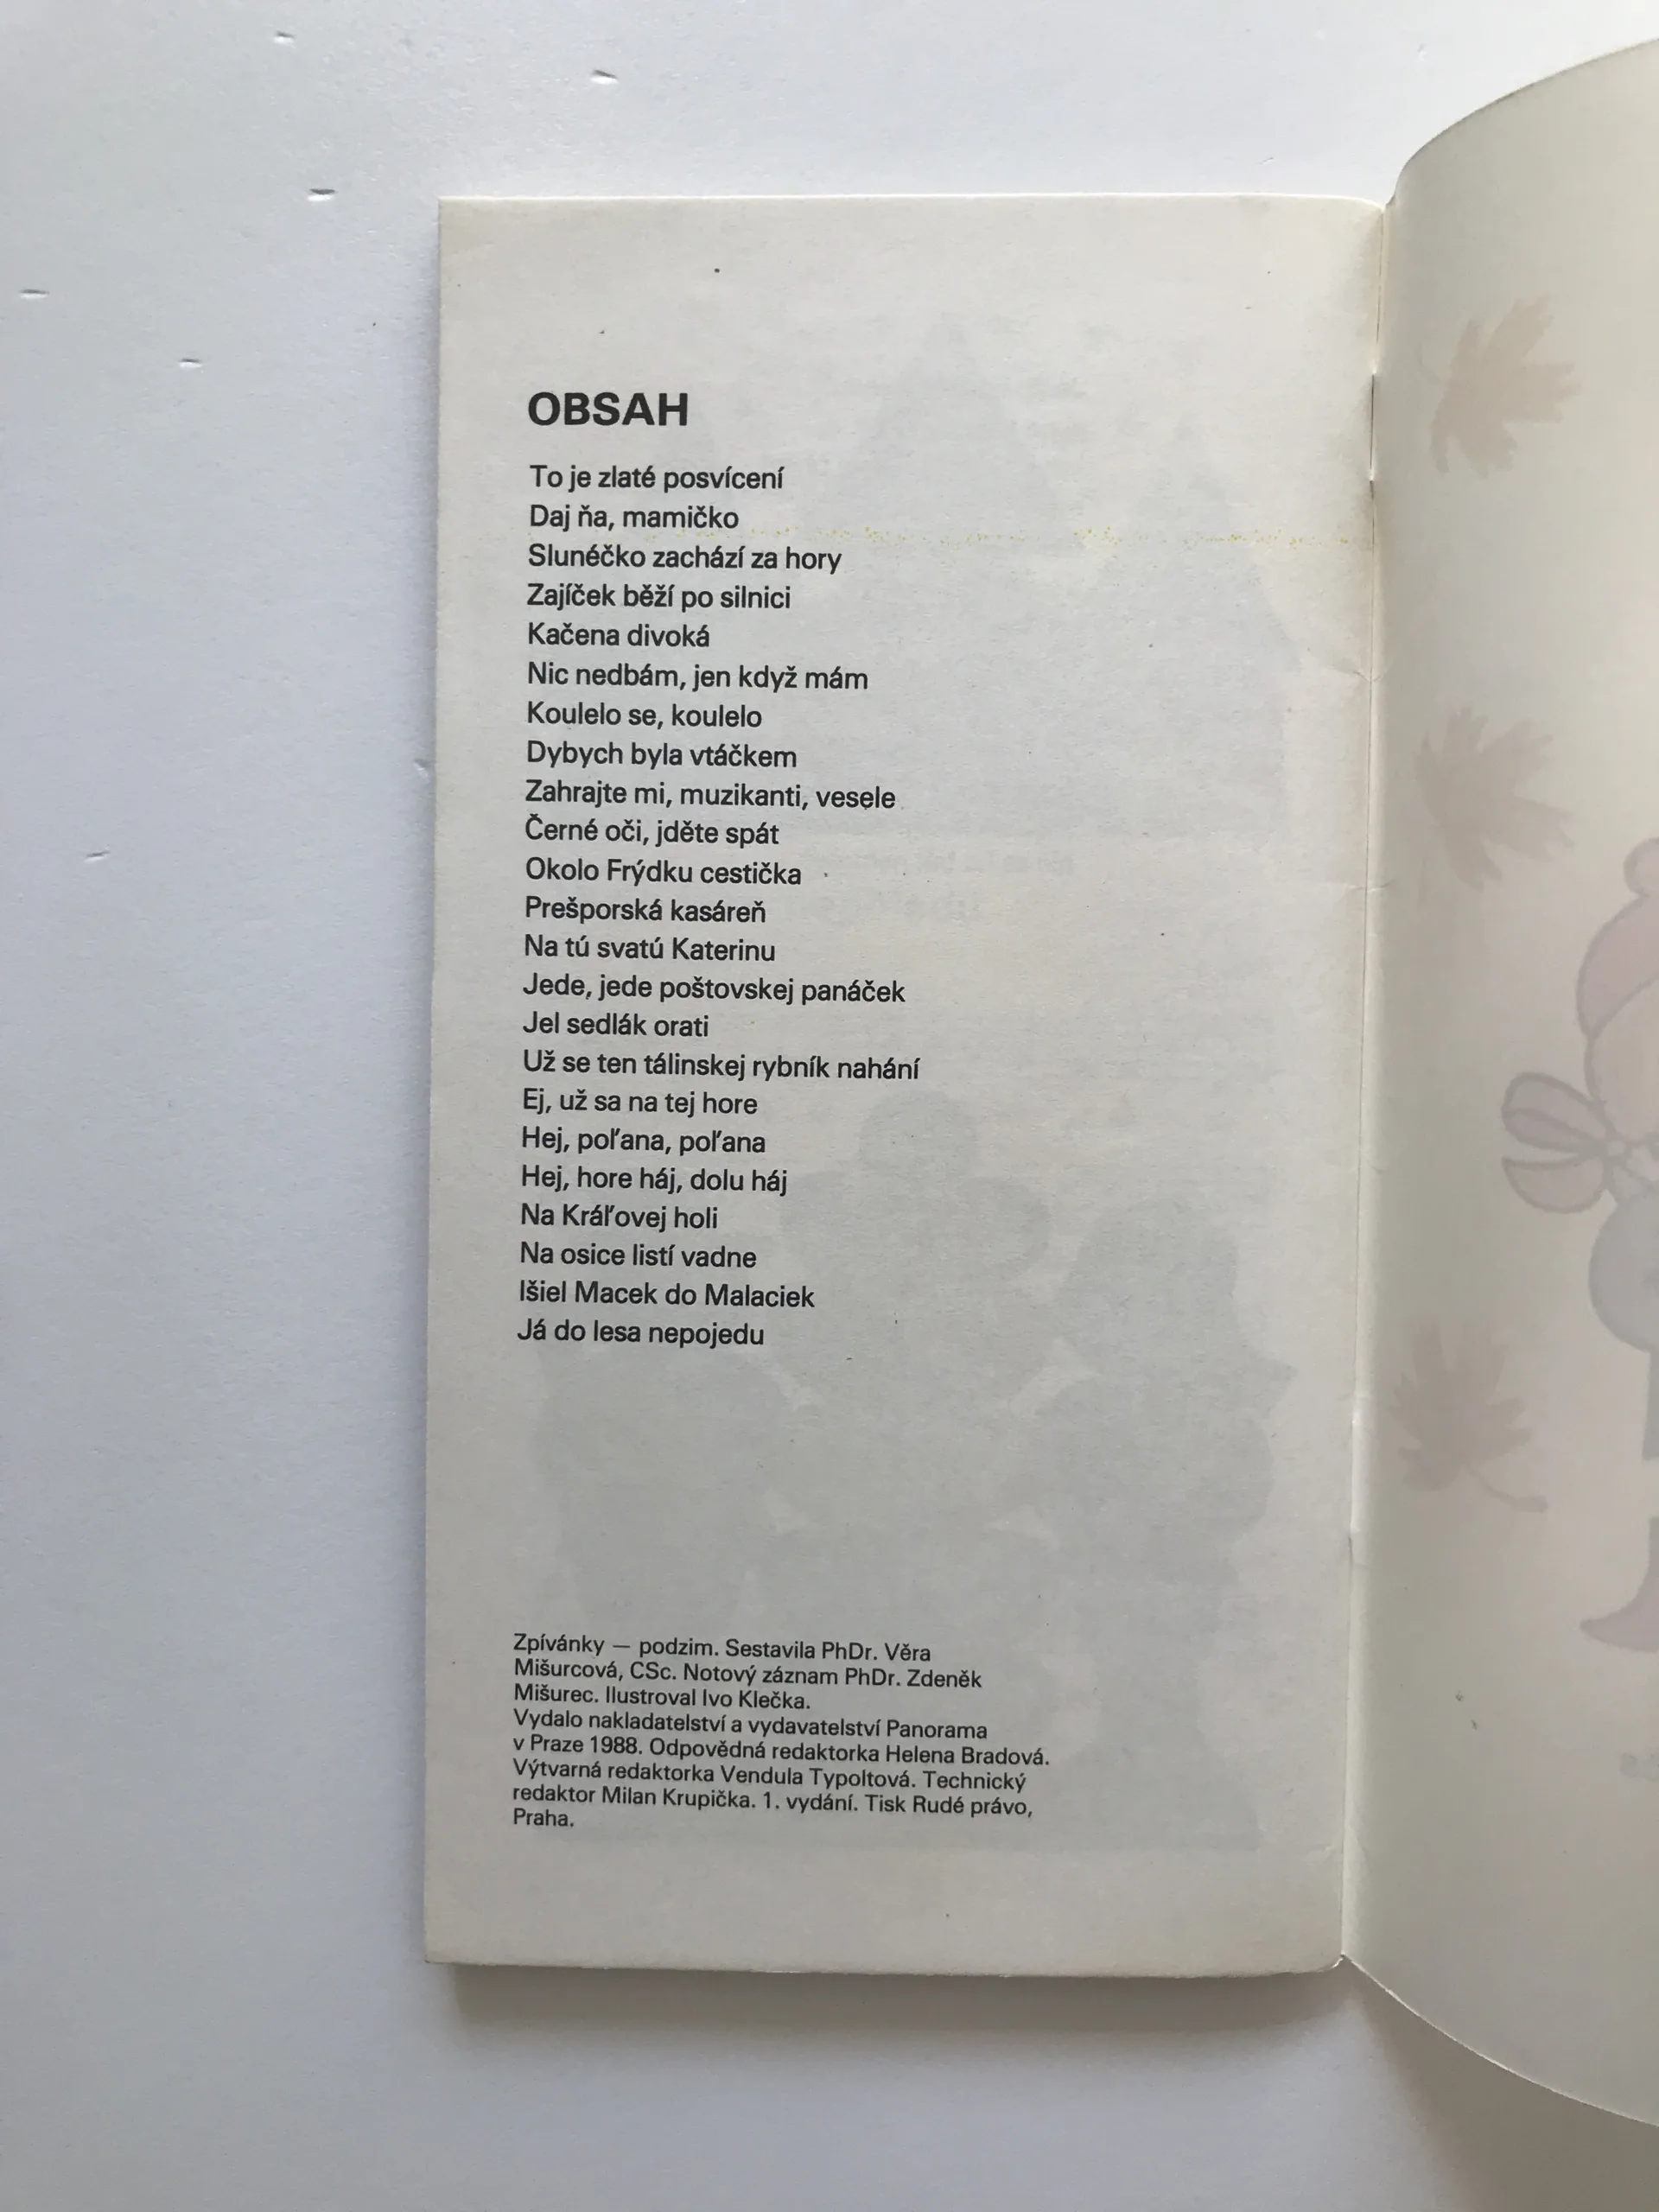 OBSAH
To je zlaté posvícení
Daj ňa, mamičko
Slunéčko zachází za hory
Zajíček běží po silnici
Kačena divoká
Nic nedbám, jen když mám
Koulelo se, koulelo
Dybych byla vtáčkem
Zahrajte mi, muzikanti, vesele
Černé oči, jděte spát
Okolo Frýdku cestička
Prešporská kasáreň
Na tú svatú Katerinu
Jede, jede poštovskej panáček
Jel sedlák orati
Už se ten tálinskej rybník nahání
Ej, už sa na tej hore
Hej, poľana, poľana
Hej, hore háj, dolu háj
Na Kráľovej holi
Na osice listí vadne
Išiel Macek do Malaciek
Já do lesa nepojedu
Zpívánky — podzim. Sestavila PhDr. Věra
Mišurcová, CSc. Notový záznam PhDr. Zdeněk
Mišurec. Ilustroval Ivo Klečka.
Vydalo nakladatelství a vydavatelství Panorama
v Praze 1988. Odpovědná redaktorka Helena Bradová.
Výtvarná redaktorka Vendula Typoltová. Technický
redaktor Milan Krupička. 1. vydání. Tisk Rudé právo,
Praha.